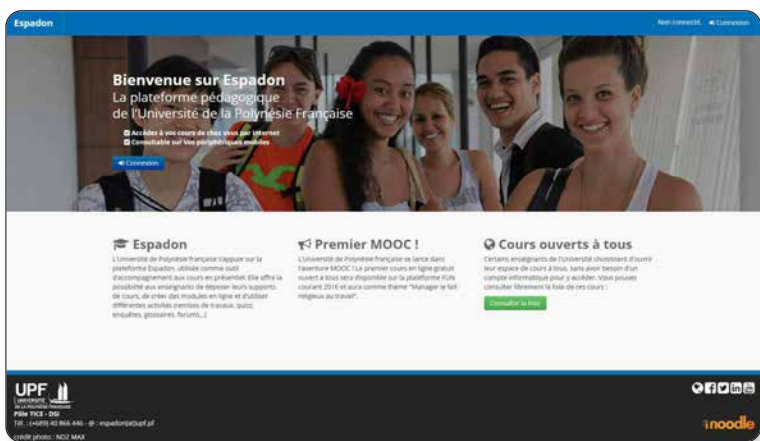 Espadon
Non connecté. Connexion
Bienvenue sur Espadon
La plateforme pédagogique
de l'Université de la Polynésie Française
Accédez à vos cours de chez vous par Internet
Consultable sur vos périphériques mobiles
Connexion
Espadon
L'Université de Polynésie française s'appuie sur la
plateforme Espadon, utilisée comme outil
d'accompagnement aux cours en présentiel. Elle offre la
possibilité aux enseignants de déposer leurs supports
de cours, de créer des modules en ligne et d'utiliser
différentes activités (remises de travaux, quizz,
enquêtes, glossaires, forums...)
Premier MOOC !
L'Université de Polynésie française se lance dans
l'aventure MOOC ! Le premier cours en ligne gratuit
ouvert à tous sera disponible sur la plateforme FUN
courant 2016 et aura comme thème "Manager le fait
religieux au travail".
Cours ouverts à tous
Certains enseignants de l'Université choisissent d'ouvrir
leur espace de cours à tous, sans avoir besoin d'un
compte informatique pour y accéder. Vous pouvez
consulter librement la liste de ces cours :
Consulter la liste
UPF
UNIVERSITÉ
DE LA POLYNÉSIE FRANÇAISE
Pôle TICE - DSI
Tél. : (+689) 40 866 446 - @ : espadon(at)upf.pf
crédit photo : NO2 MAX
moodle